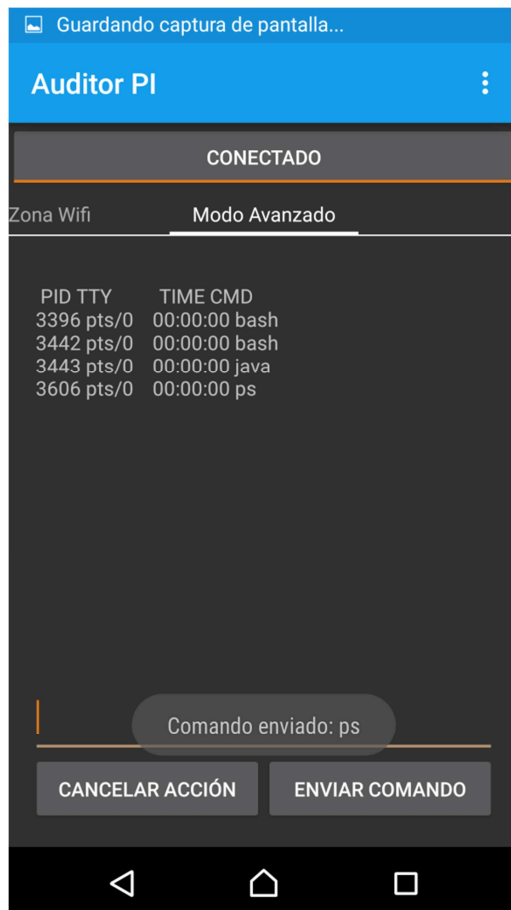 Guardando captura de pantalla...
Auditor PI
CONECTADO
Zona Wifi Modo Avanzado
PID TTY TIME CMD
3396 pts/0 00:00:00 bash
3442 pts/0 00:00:00 bash
3443 pts/0 00:00:00 java
3606 pts/0 00:00:00 ps
Comando enviado: ps
CANCELAR ACCIÓN ENVIAR COMANDO